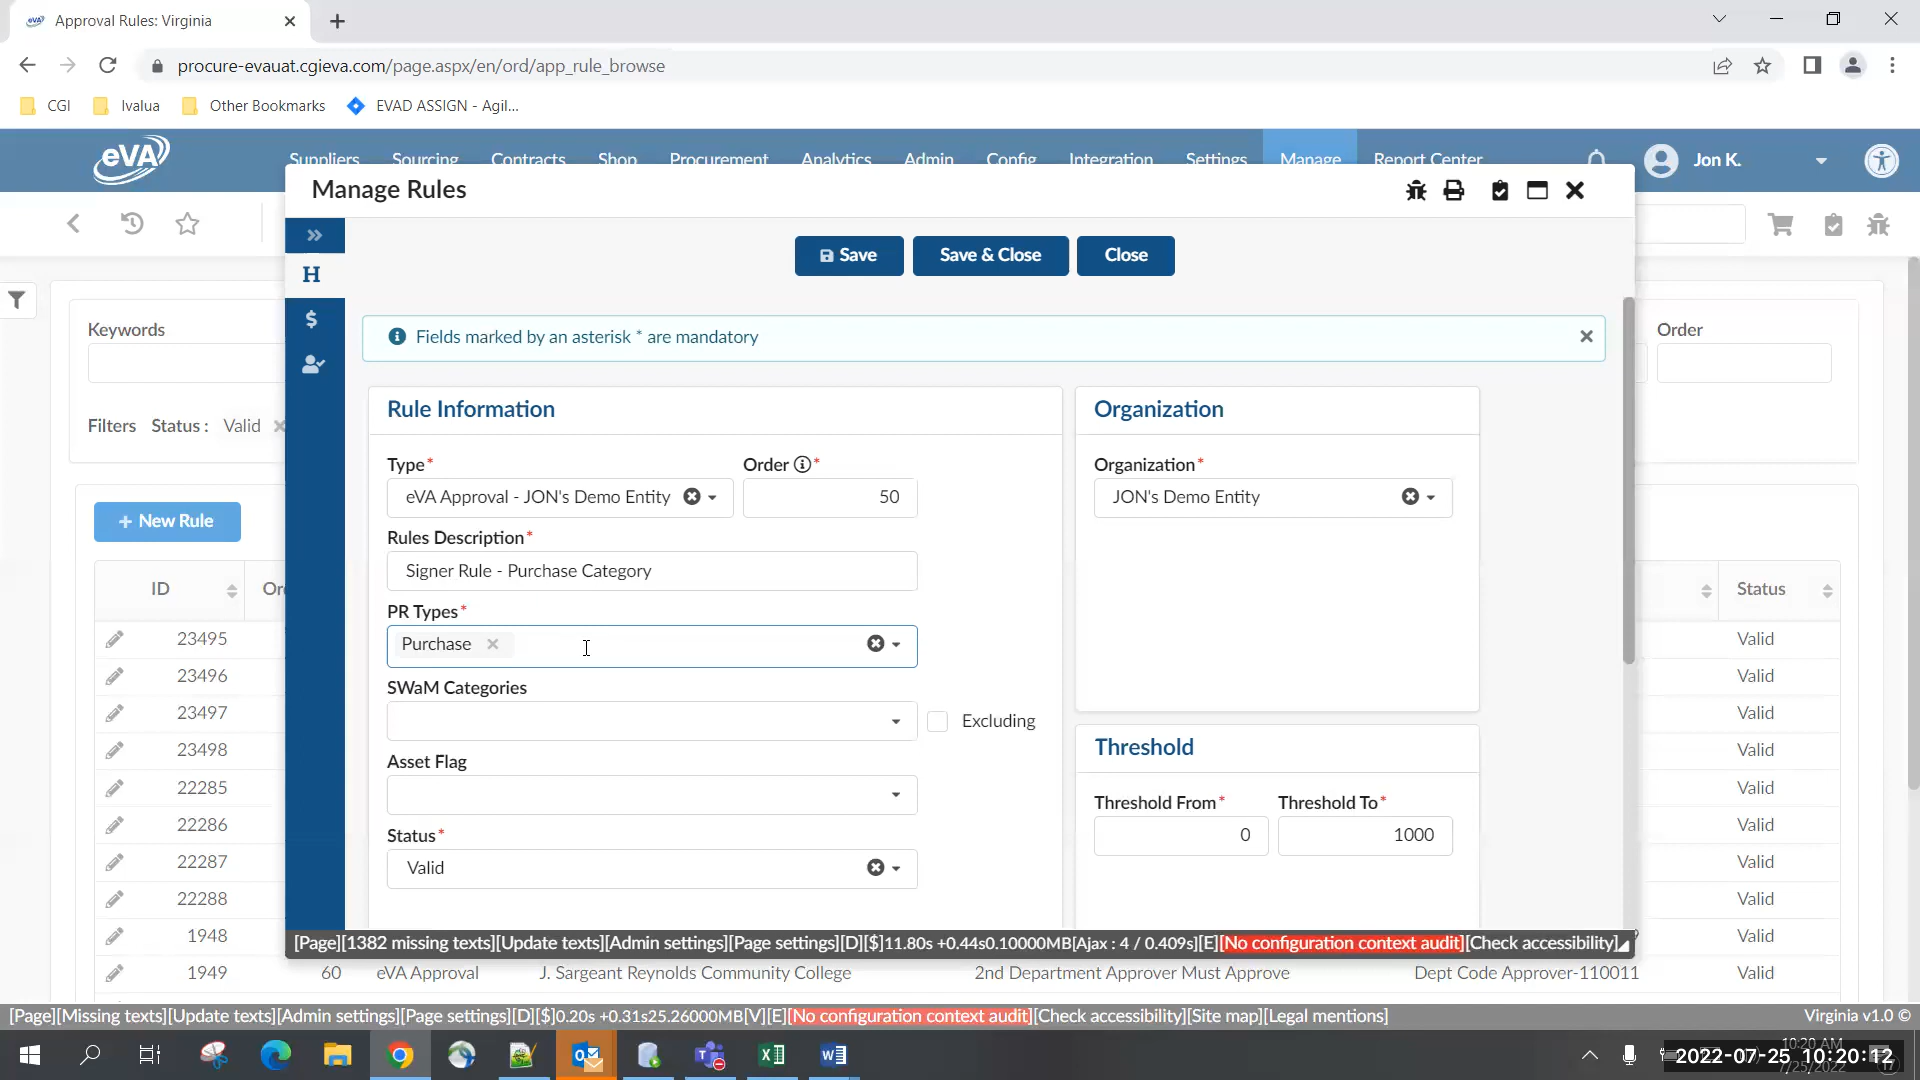 eVA Approval Rules: Virginia
procure-evauat.cgieva.com/page.aspx/en/ord/app_rule_browse
CGI Ivalua Other Bookmarks EVAD ASSIGN - Agil...
eVA Suppliers Sourcing Contracts Shop Procurement Analytics Admin Config Integration Settings Manage Report Center Jon K.
Manage Rules
Save Save & Close Close
H
$
Fields marked by an asterisk * are mandatory
Keywords
Order
Filters Status : Valid
Rule Information
Organization
Type* Order *
Organization*
eVA Approval - JON's Demo Entity 50
JON's Demo Entity
+ New Rule
Rules Description*
Signer Rule - Purchase Category
ID Status
PR Types*
Purchase
23495 Valid
23496 Valid
SWaM Categories
23497 Valid
Excluding
23498 Valid
Threshold
Asset Flag
22285 Valid
Threshold From* Threshold To*
22286 Valid
0 1000
Status*
Valid
22287 Valid
22288 Valid
1948 Valid
[Page][1382 missing texts][Update texts][Admin settings][Page settings][D][$]11.80s +0.44s0.10000MB[Ajax : 4 / 0.409s][E][No configuration context audit][Check accessibility]
1949 60 eVA Approval J. Sargeant Reynolds Community College 2nd Department Approver Must Approve Dept Code Approver-110011 Valid
[Page][Missing texts][Update texts][Admin settings][Page settings][D][$]0.20s +0.31s25.26000MB[V][E][No configuration context audit][Check accessibility][Site map][Legal mentions] Virginia v1.0 ©
10:20 AM
2022-07-25 10:20:12
7/25/2022